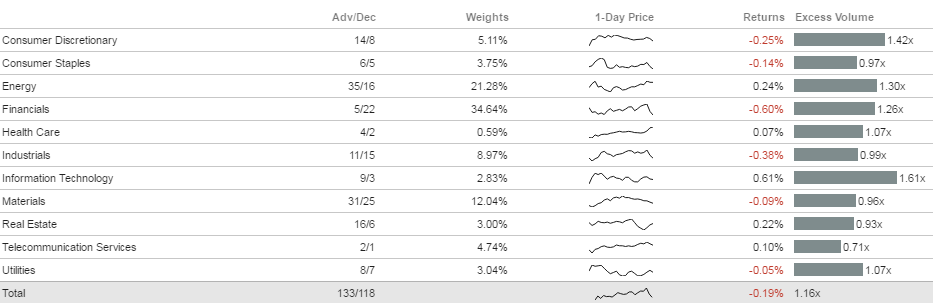 Adv/Dec Weights 1-Day Price Returns Excess Volume
Consumer Discretionary 14/8 5.11% -0.25% 1.42x
Consumer Staples 6/5 3.75% -0.14% 0.97x
Energy 35/16 21.28% 0.24% 1.30x
Financials 5/22 34.64% -0.60% 1.26x
Health Care 4/2 0.59% 0.07% 1.07x
Industrials 11/15 8.97% -0.38% 0.99x
Information Technology 9/3 2.83% 0.61% 1.61x
Materials 31/25 12.04% -0.09% 0.96x
Real Estate 16/6 3.00% 0.22% 0.93x
Telecommunication Services 2/1 4.74% 0.10% 0.71x
Utilities 8/7 3.04% -0.05% 1.07x
Total 133/118 -0.19% 1.16x